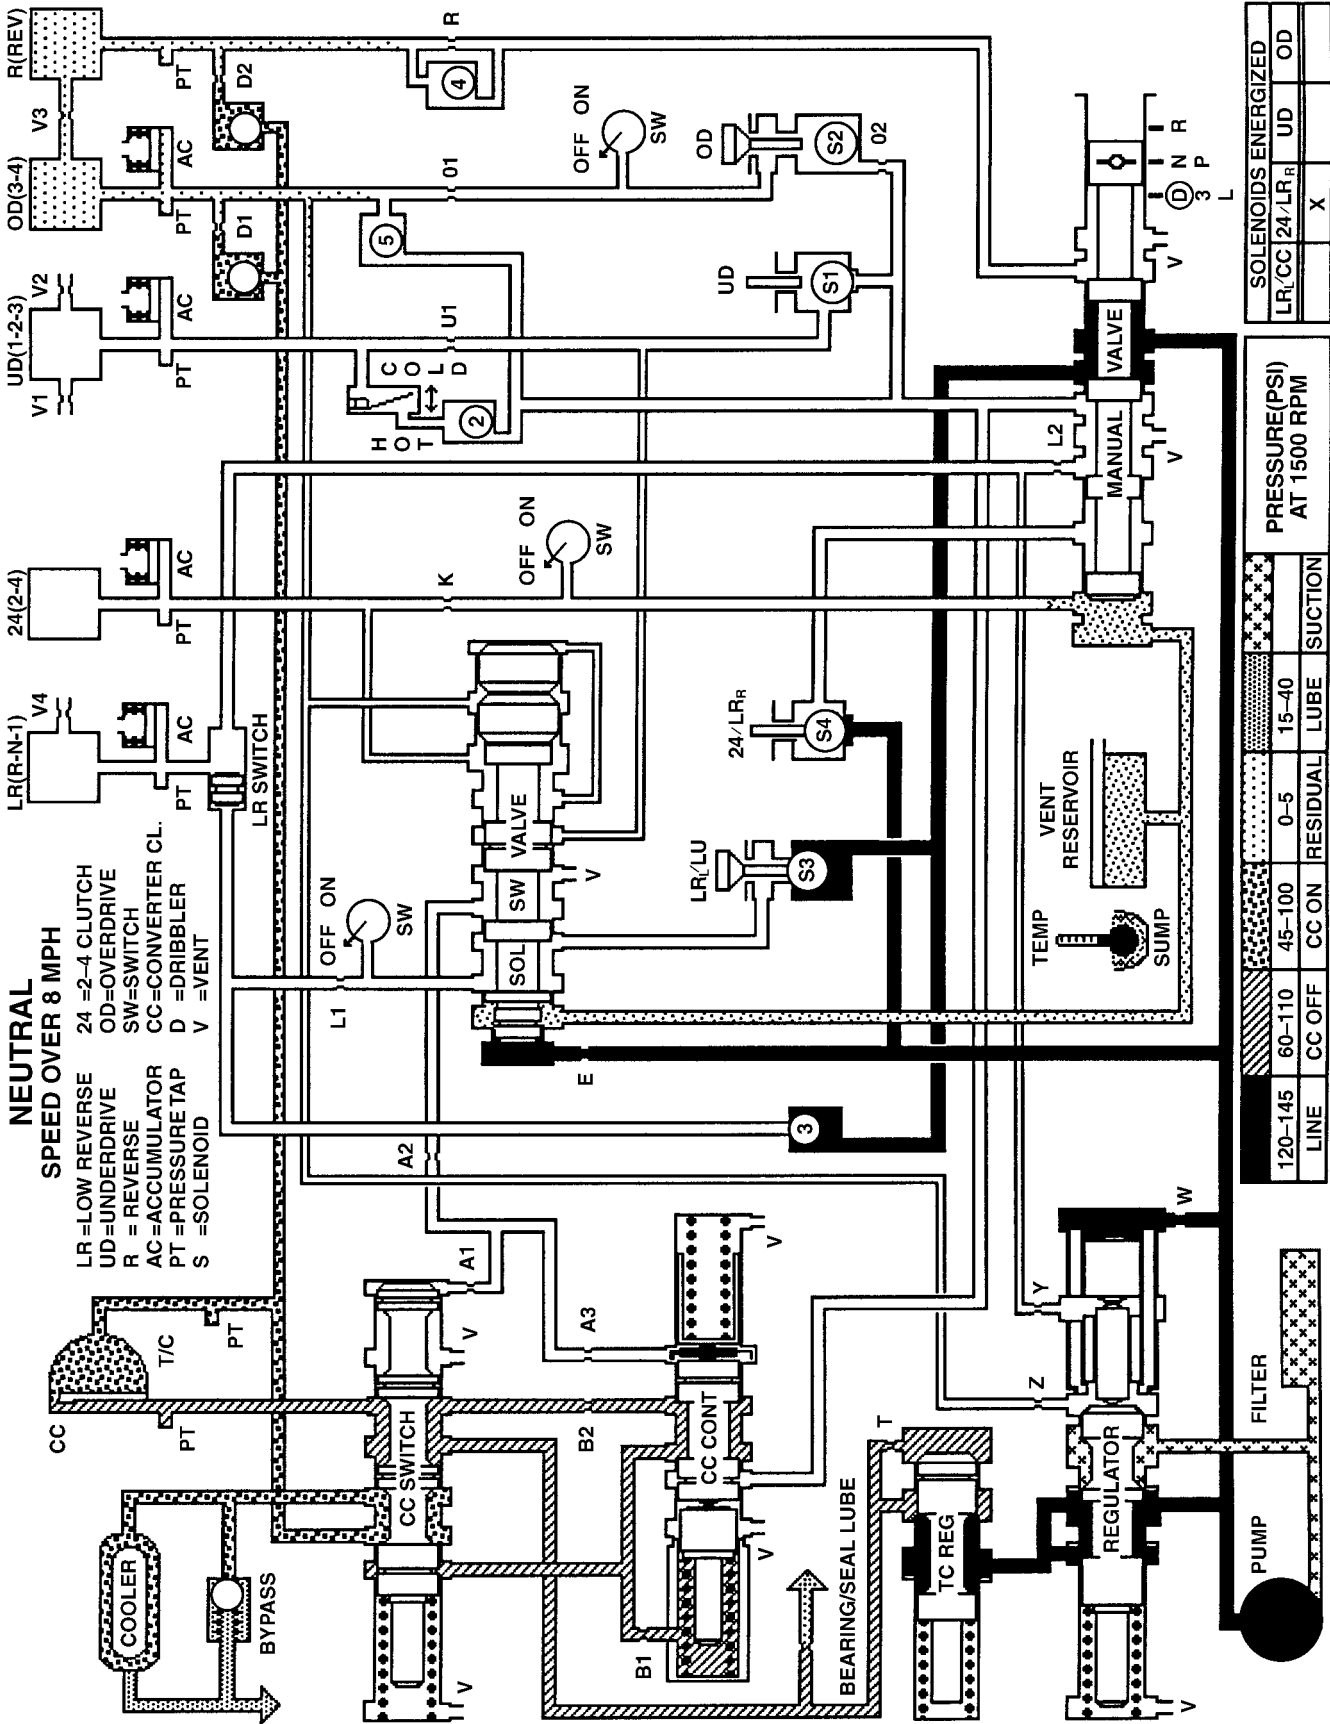 NEUTRAL
SPEED OVER 8 MPH
LR =LOW REVERSE
UD=UNDERDRIVE
R = REVERSE
AC=ACCUMULATOR
PT =PRESSURE TAP
S =SOLENOID
24 =2–4 CLUTCH
OD=OVERDRIVE
SW=SWITCH
CC=CONVERTER CL.
D =DRIBBLER
V =VENT
LR(R-N-1)
V4
24(2-4)
UD(1-2-3)
V1
V2
OD(3-4)
V3
R(REV)
PT
AC
PT
AC
PT
AC
PT
AC
PT
D1
D2
LR SWITCH
CC
PT
T/C
PT
COOLER
BYPASS
CC SWITCH
V
V
A1
A2
A3
B1
B2
CC CONT
V
V
L1
OFF
ON
SW
SOL
SW
VALVE
V
E
K
OFF
ON
SW
HOT
COLD
2
5
U1
O1
R
4
OFF
ON
SW
UD
S1
OD
S2
02
LR/LU
L
S3
24/LR
R
S4
3
BEARING/SEAL LUBE
T
TC REG
REGULATOR
V
Z
Y
W
PUMP
FILTER
TEMP
SUMP
VENT
RESERVOIR
MANUAL
VALVE
L2
V
V
D
3
L
N
P
R
120–145
60–110
45–100
0–5
15–40
PRESSURE(PSI)
AT 1500 RPM
LINE
CC OFF
CC ON
RESIDUAL
LUBE
SUCTION
SOLENOIDS ENERGIZED
LRL/CC
24/LRR
UD
OD
X